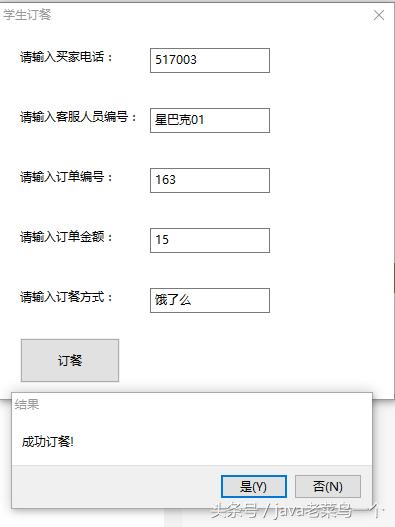 学生订餐
请输入买家电话： 517003
请输入客服人员编号： 星巴克01
请输入订单编号： 163
请输入订单金额： 15
请输入订餐方式： 饿了么
订餐
结果
成功订餐!
是(Y) 否(N)
头条号 / java老菜鸟一个